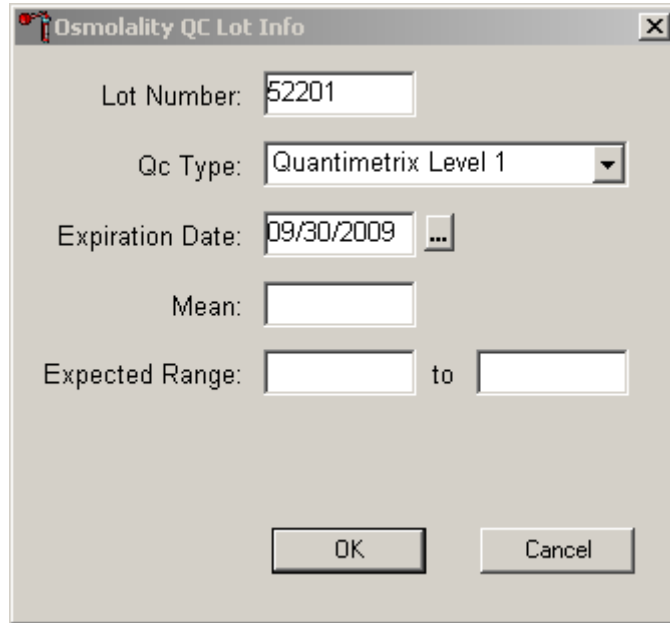 Osmolality QC Lot Info
Lot Number: 52201
Qc Type: Quantimetrix Level 1
Expiration Date: 09/30/2009 ...
Mean:
Expected Range: to
OK Cancel